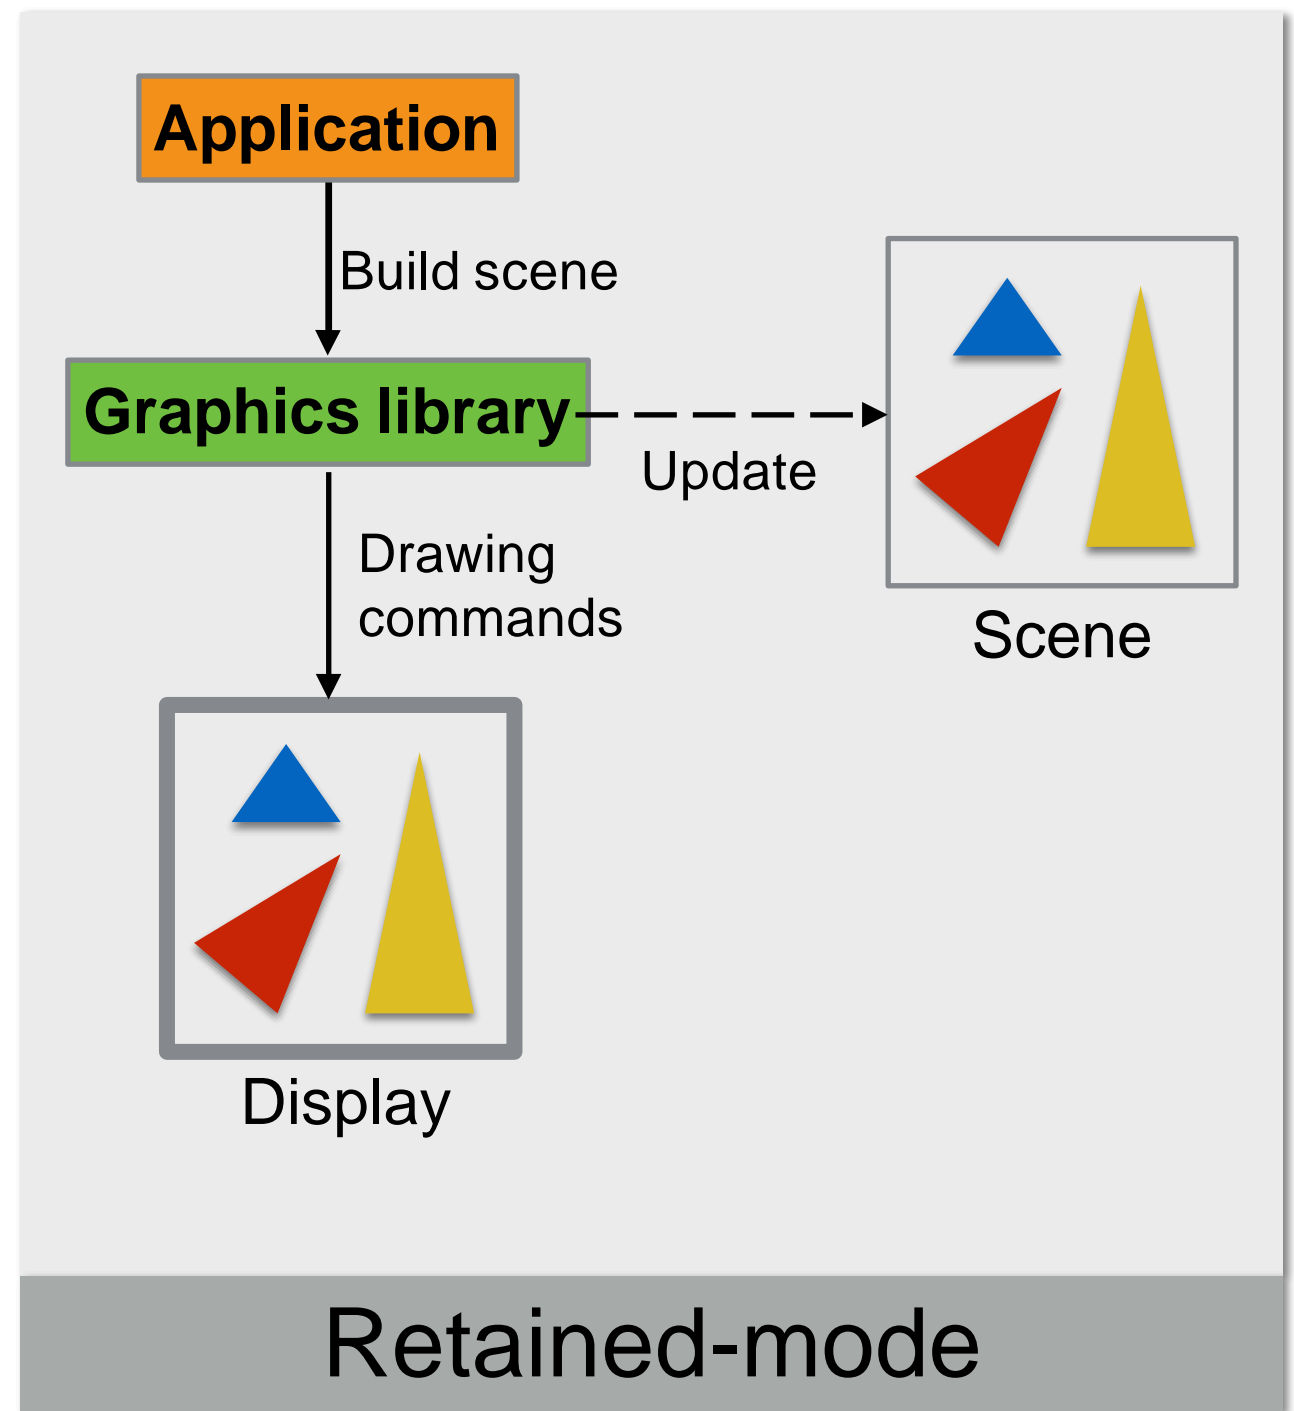 Application
Build scene
Graphics library
Update
Drawing
commands
Scene
Display
Retained-mode